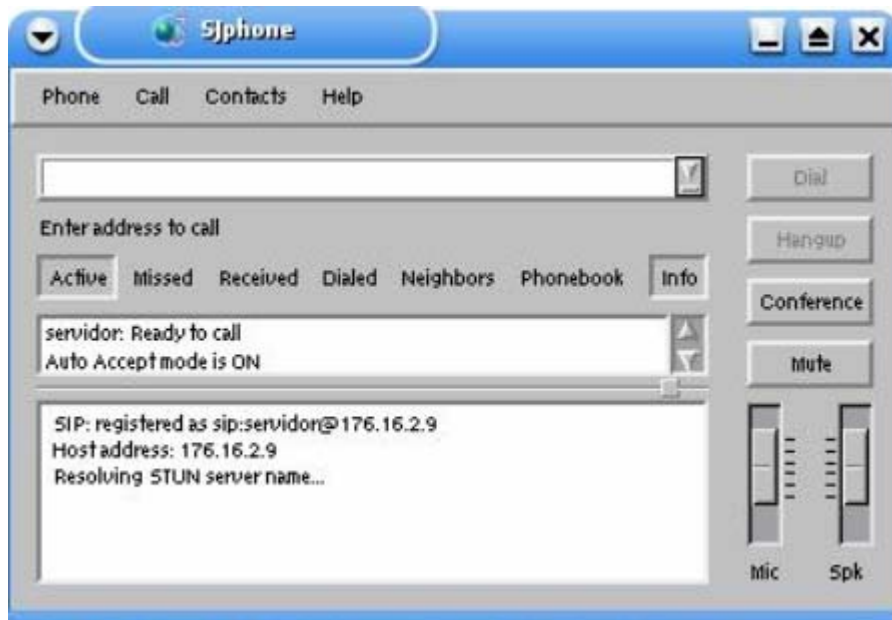 SJphone
Phone Call Contacts Help
Dial
Enter address to call
Hangup
Active Missed Received Dialed Neighbors Phonebook Info
Conference
servidor: Ready to call
Auto Accept mode is ON
Mute
SIP: registered as sip:servidor@176.16.2.9
Host address: 176.16.2.9
Resolving STUN server name...
Mic Spk